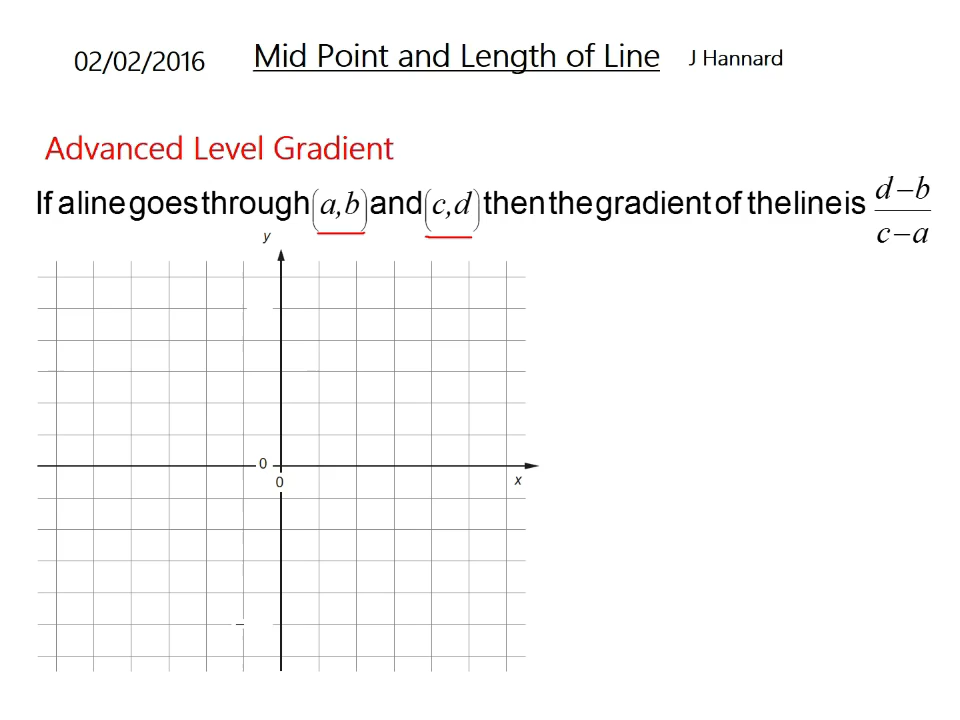 02/02/2016 Mid Point and Length of Line J Hannard
Advanced Level Gradient
If a line goes through (a,b) and (c,d) then the gradient of the line is d−b
c−a
y
0
0
x